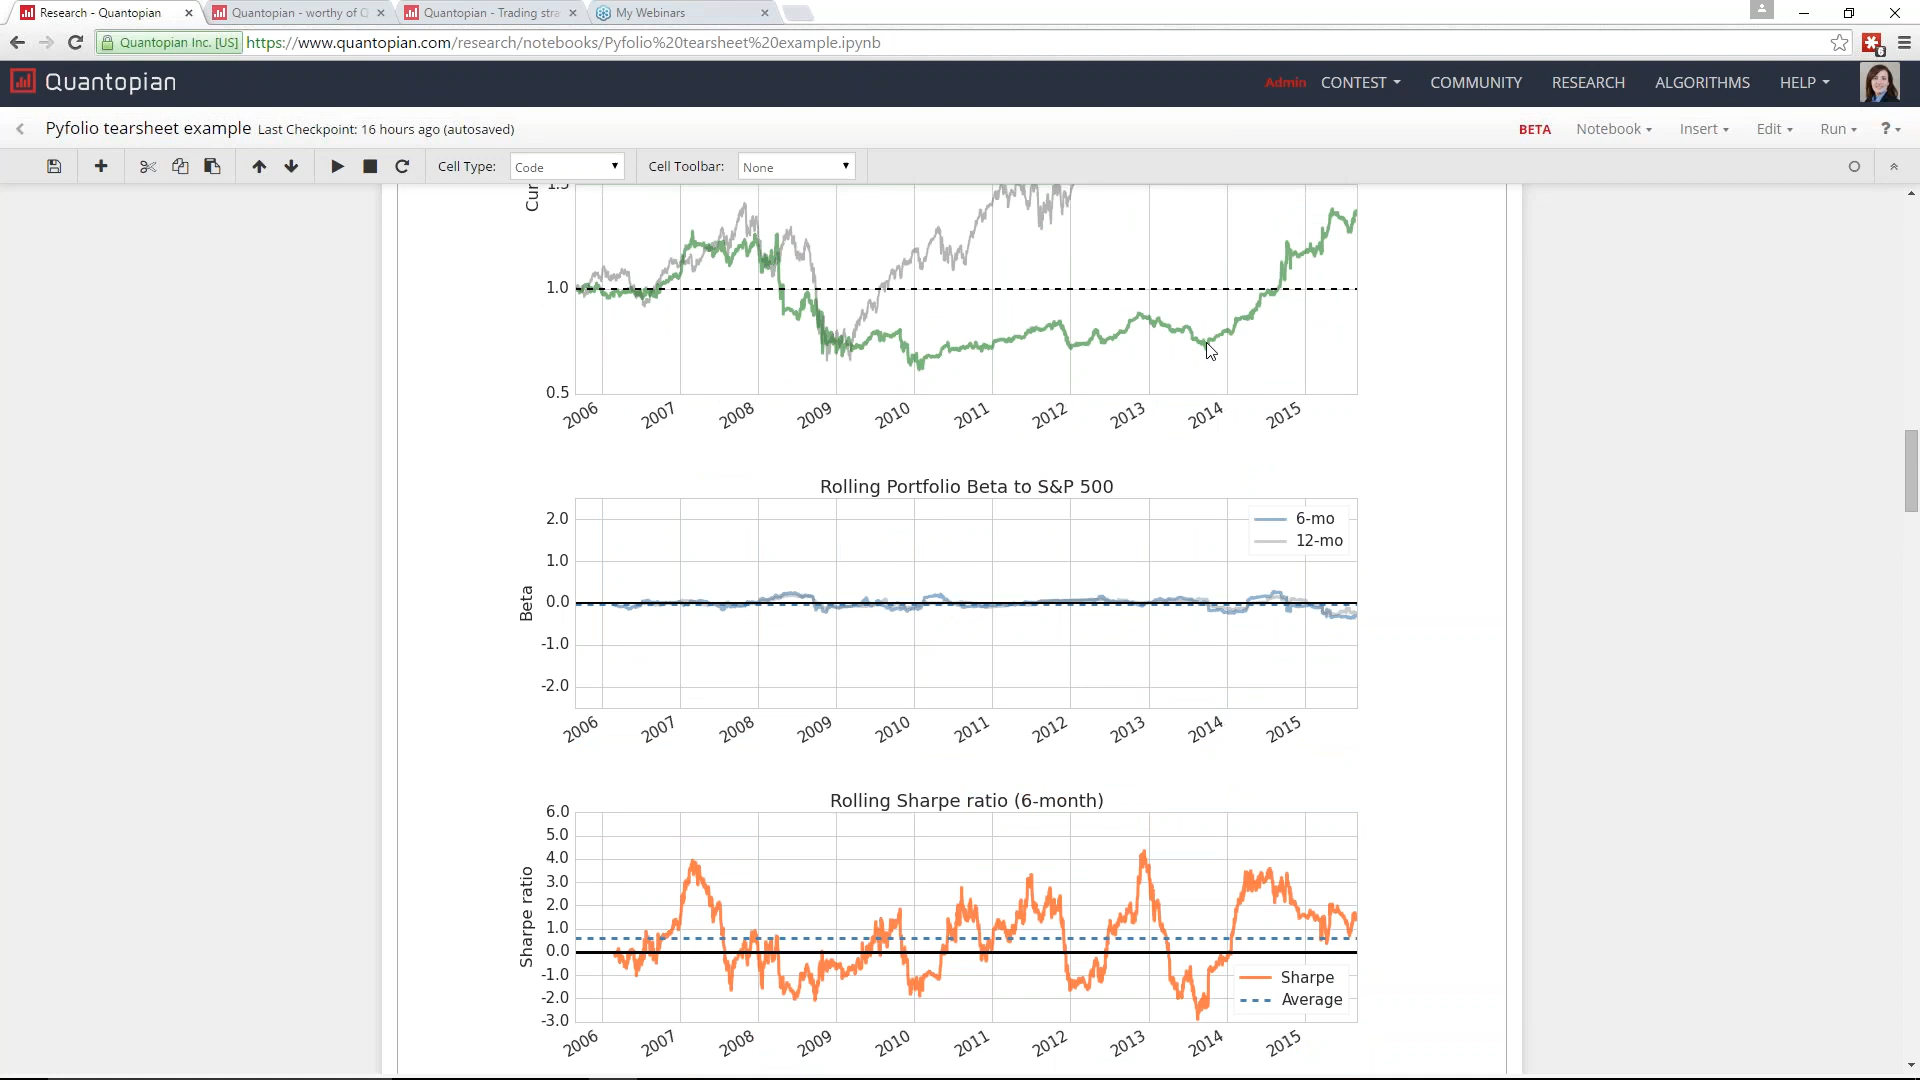 Research - Quantopian
Quantopian - worthy of Q
Quantopian - Trading stra
My Webinars
Quantopian Inc. [US] https://www.quantopian.com/research/notebooks/Pyfolio%20tearsheet%20example.ipynb
Quantopian
Admin CONTEST COMMUNITY RESEARCH ALGORITHMS HELP
Pyfolio tearsheet example Last Checkpoint: 16 hours ago (autosaved)
BETA Notebook Insert Edit Run ?
Cell Type: Code Cell Toolbar: None
1.5
1.0
0.5
Cu
2006 2007 2008 2009 2010 2011 2012 2013 2014 2015
Rolling Portfolio Beta to S&P 500
2.0
1.0
0.0
-1.0
-2.0
Beta
6-mo
12-mo
2006 2007 2008 2009 2010 2011 2012 2013 2014 2015
Rolling Sharpe ratio (6-month)
6.0
5.0
4.0
3.0
2.0
1.0
0.0
-1.0
-2.0
-3.0
Sharpe ratio
Sharpe
Average
2006 2007 2008 2009 2010 2011 2012 2013 2014 2015